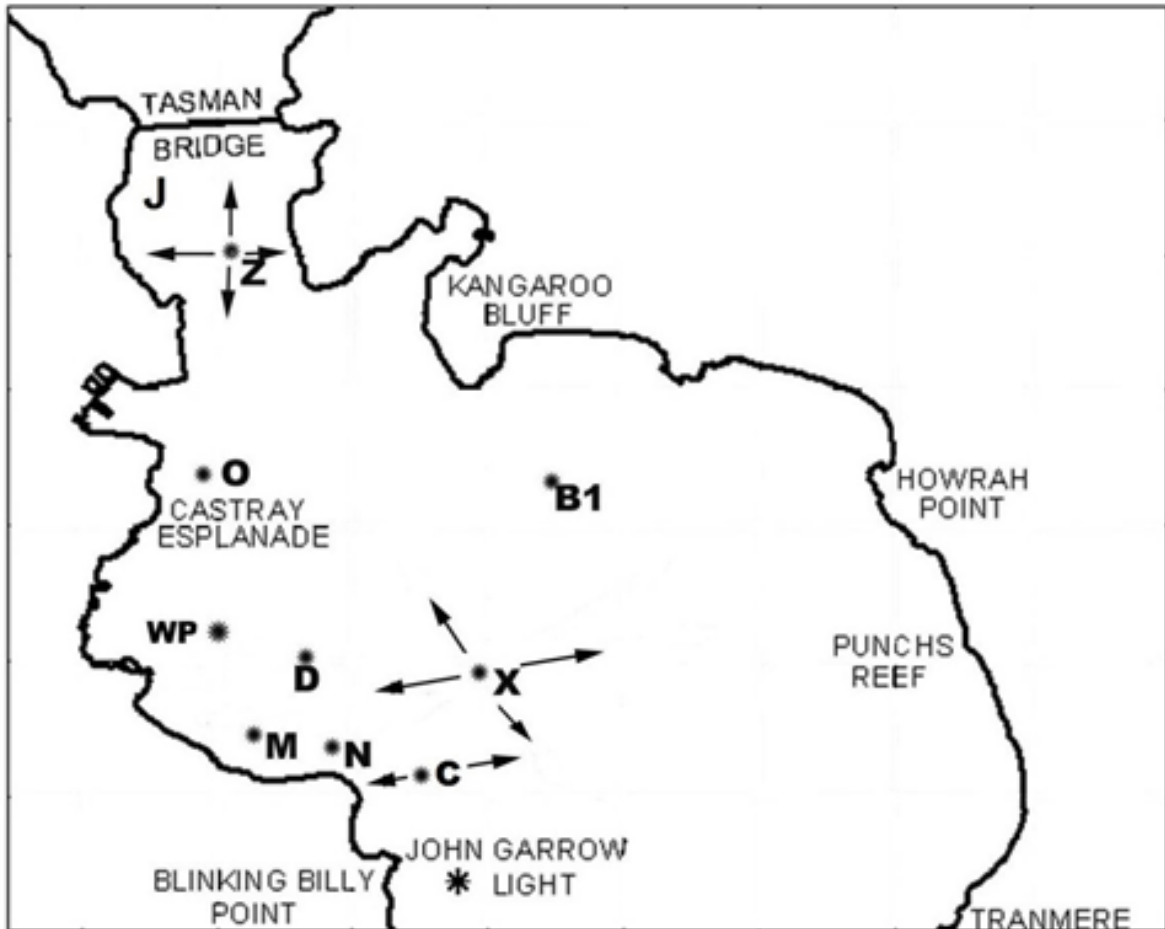 TASMAN
BRIDGE
J
Z
KANGAROO
BLUFF
O
CASTRAY
ESPLANADE
B1
HOWRAH
POINT
WP
D
X
PUNCHS
REEF
M
N
C
JOHN GARROW
LIGHT
BLINKING BILLY
POINT
TRANMERE